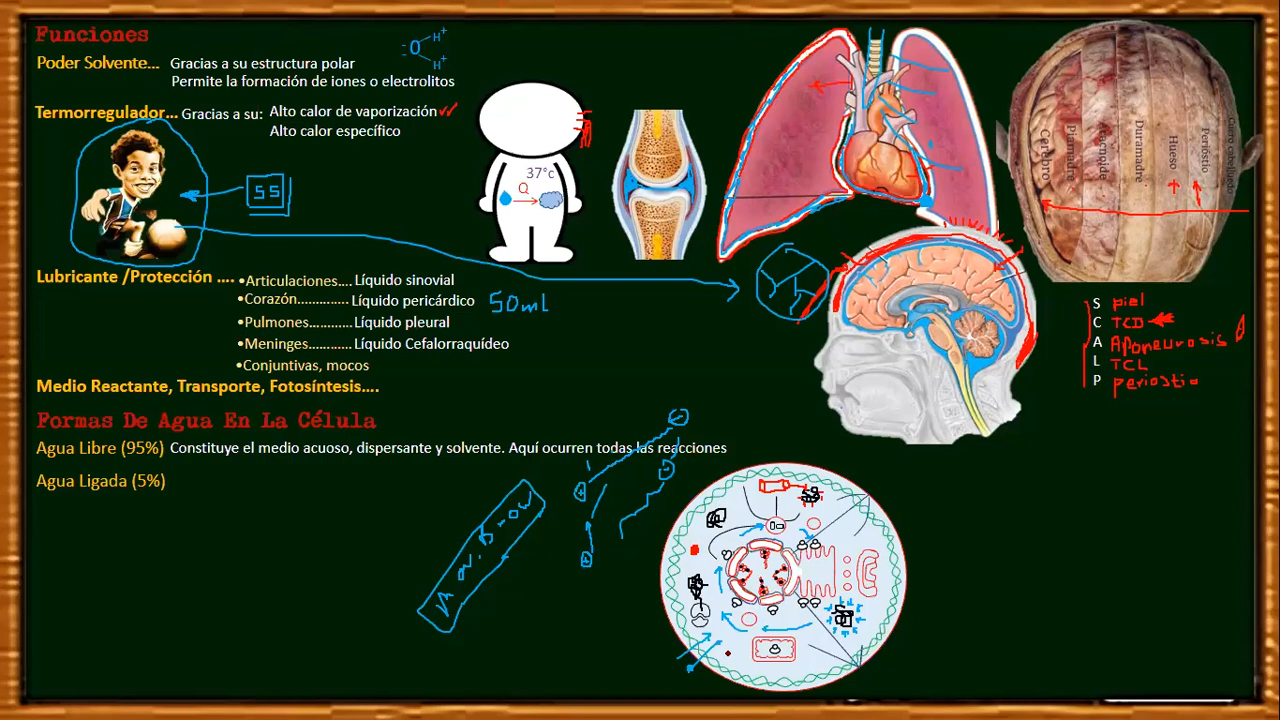 Funciones
Poder Solvente... Gracias a su estructura polar
Permite la formación de iones o electrolitos
O H+ H+
Termorregulador... Gracias a su: Alto calor de vaporización
Alto calor específico
55
37°c
Q
Lubricante /Protección ....
•Articulaciones.... Líquido sinovial
•Corazón............. Líquido pericárdico 50ml
•Pulmones............ Líquido pleural
•Meninges............ Líquido Cefalorraquídeo
•Conjuntivas, mocos
Medio Reactante, Transporte, Fotosíntesis....
Formas De Agua En La Célula
Agua Libre (95%) Constituye el medio acuoso, dispersante y solvente. Aquí ocurren todas las reacciones
Agua Ligada (5%)
Cerebro
Piamadre
Aracnoide
Duramadre
Hueso
Periostio
Cuero cabelludo
S piel
C TCD
A Aponeurosis
L TCL
P periostio